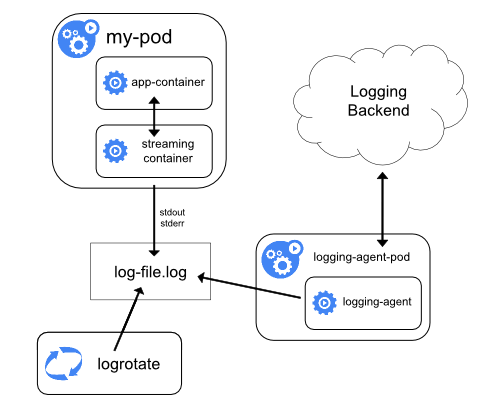 my-pod
app-container
streaming
container
Logging
Backend
stdout
stderr
logging-agent-pod
log-file.log
logging-agent
logrotate